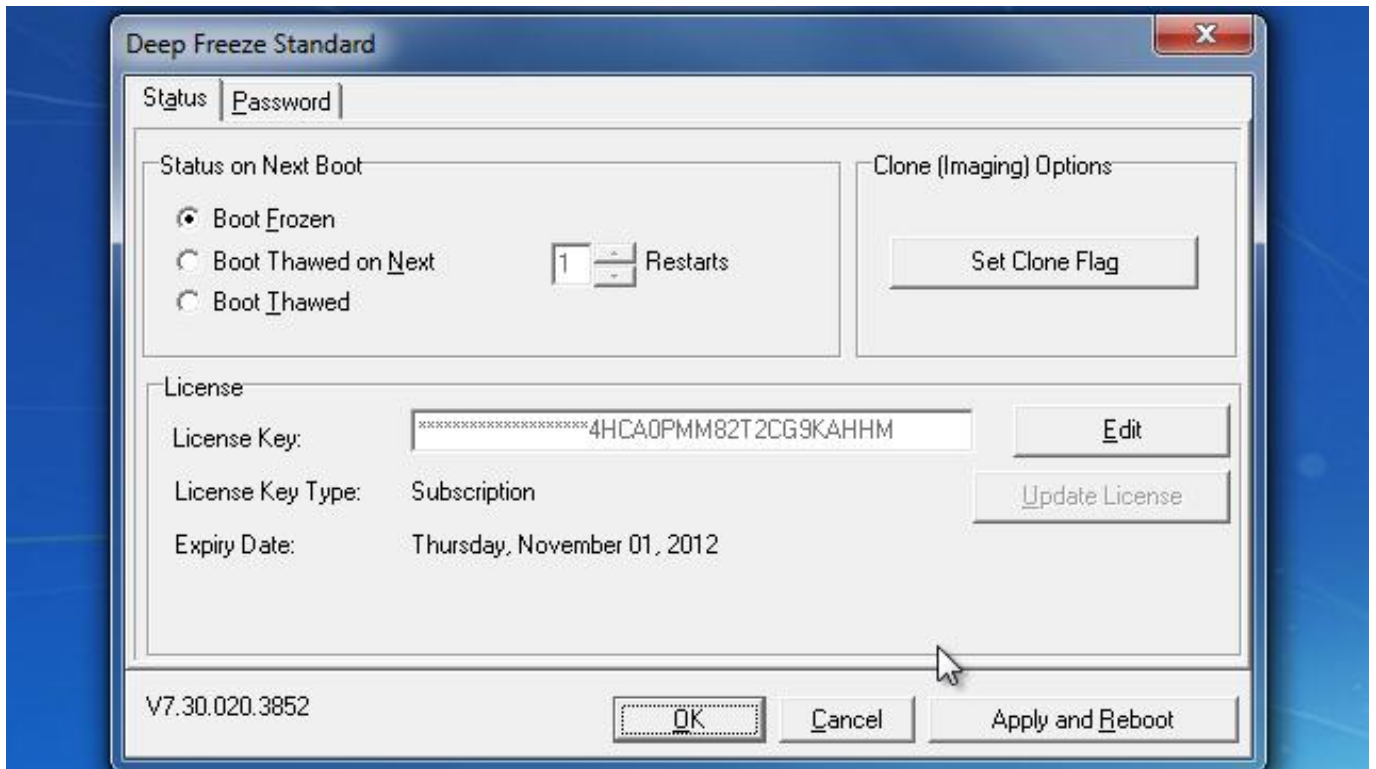 Deep Freeze Standard
x
Status Password
Status on Next Boot
Boot Frozen
Boot Thawed on Next 1 Restarts
Boot Thawed
Clone (Imaging) Options
Set Clone Flag
License
License Key: ********************4HCA0PMM82T2CG9KAHHM Edit
License Key Type: Subscription Update License
Expiry Date: Thursday, November 01, 2012
V7.30.020.3852 OK Cancel Apply and Reboot